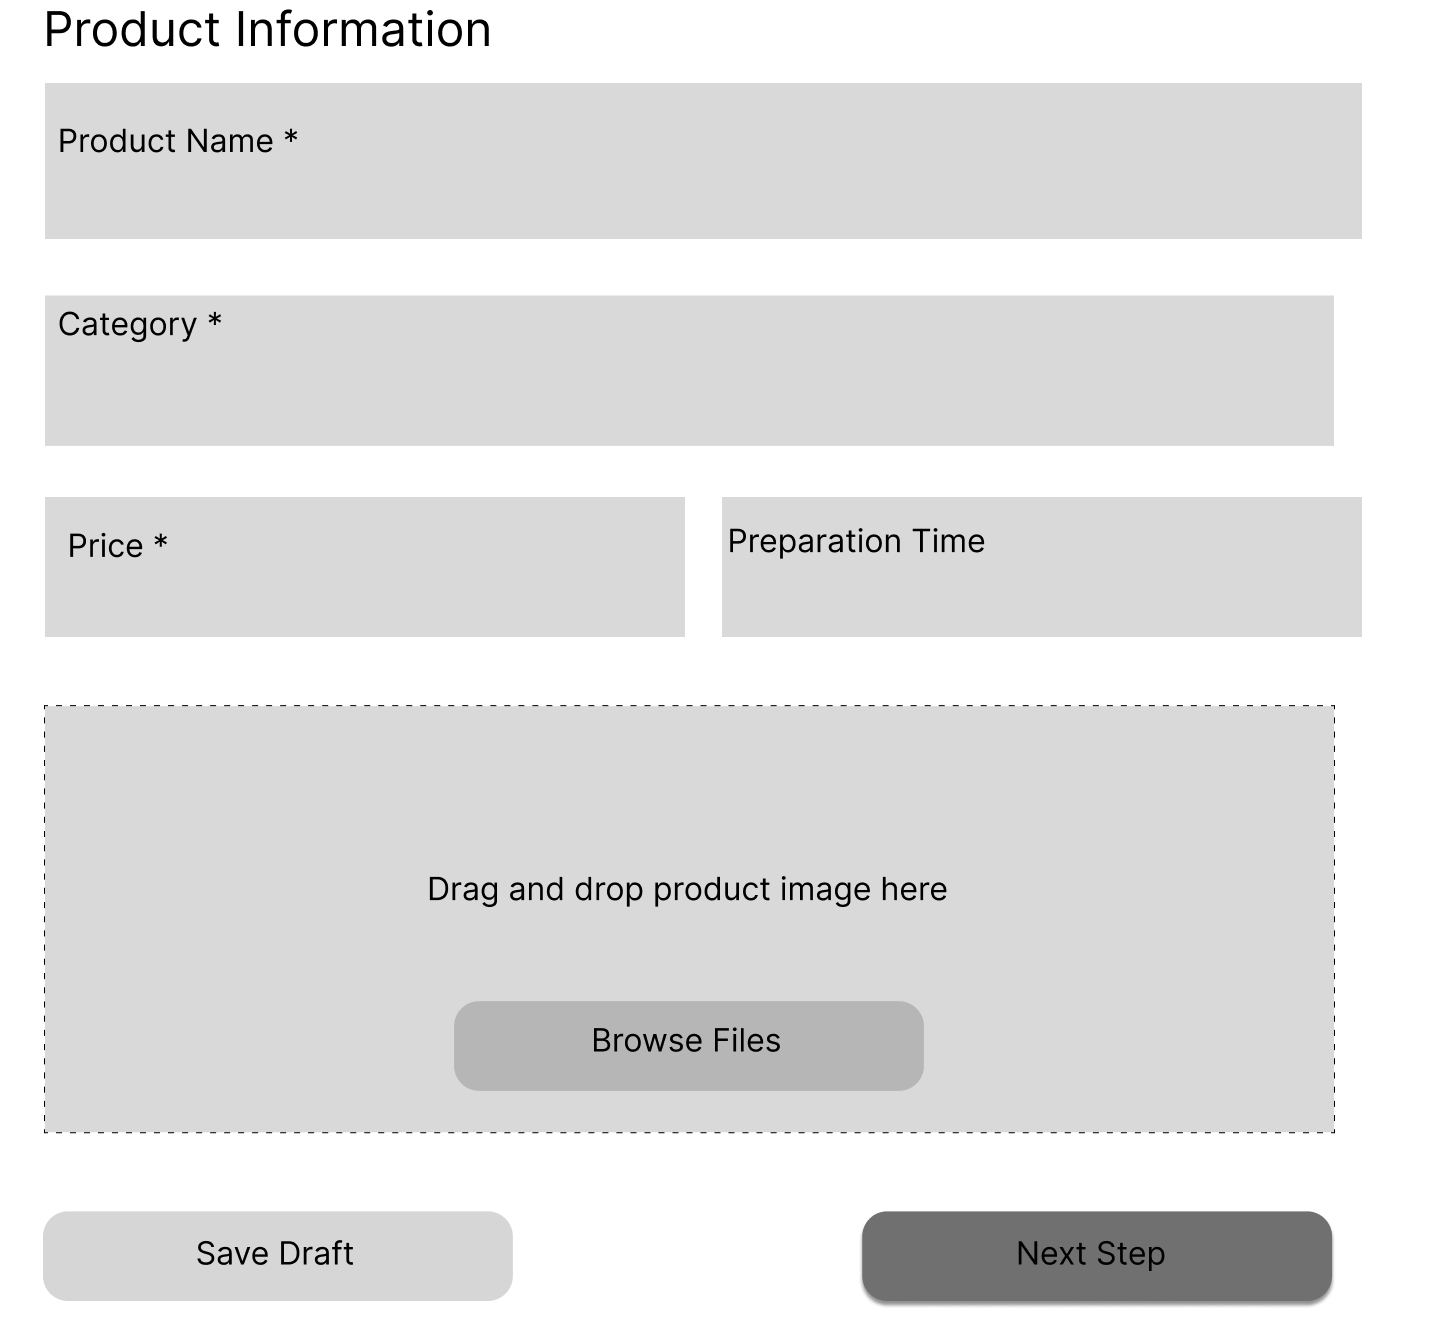 Product Information
Product Name *
Category *
Price *
Preparation Time
Drag and drop product image here
Browse Files
Save Draft
Next Step